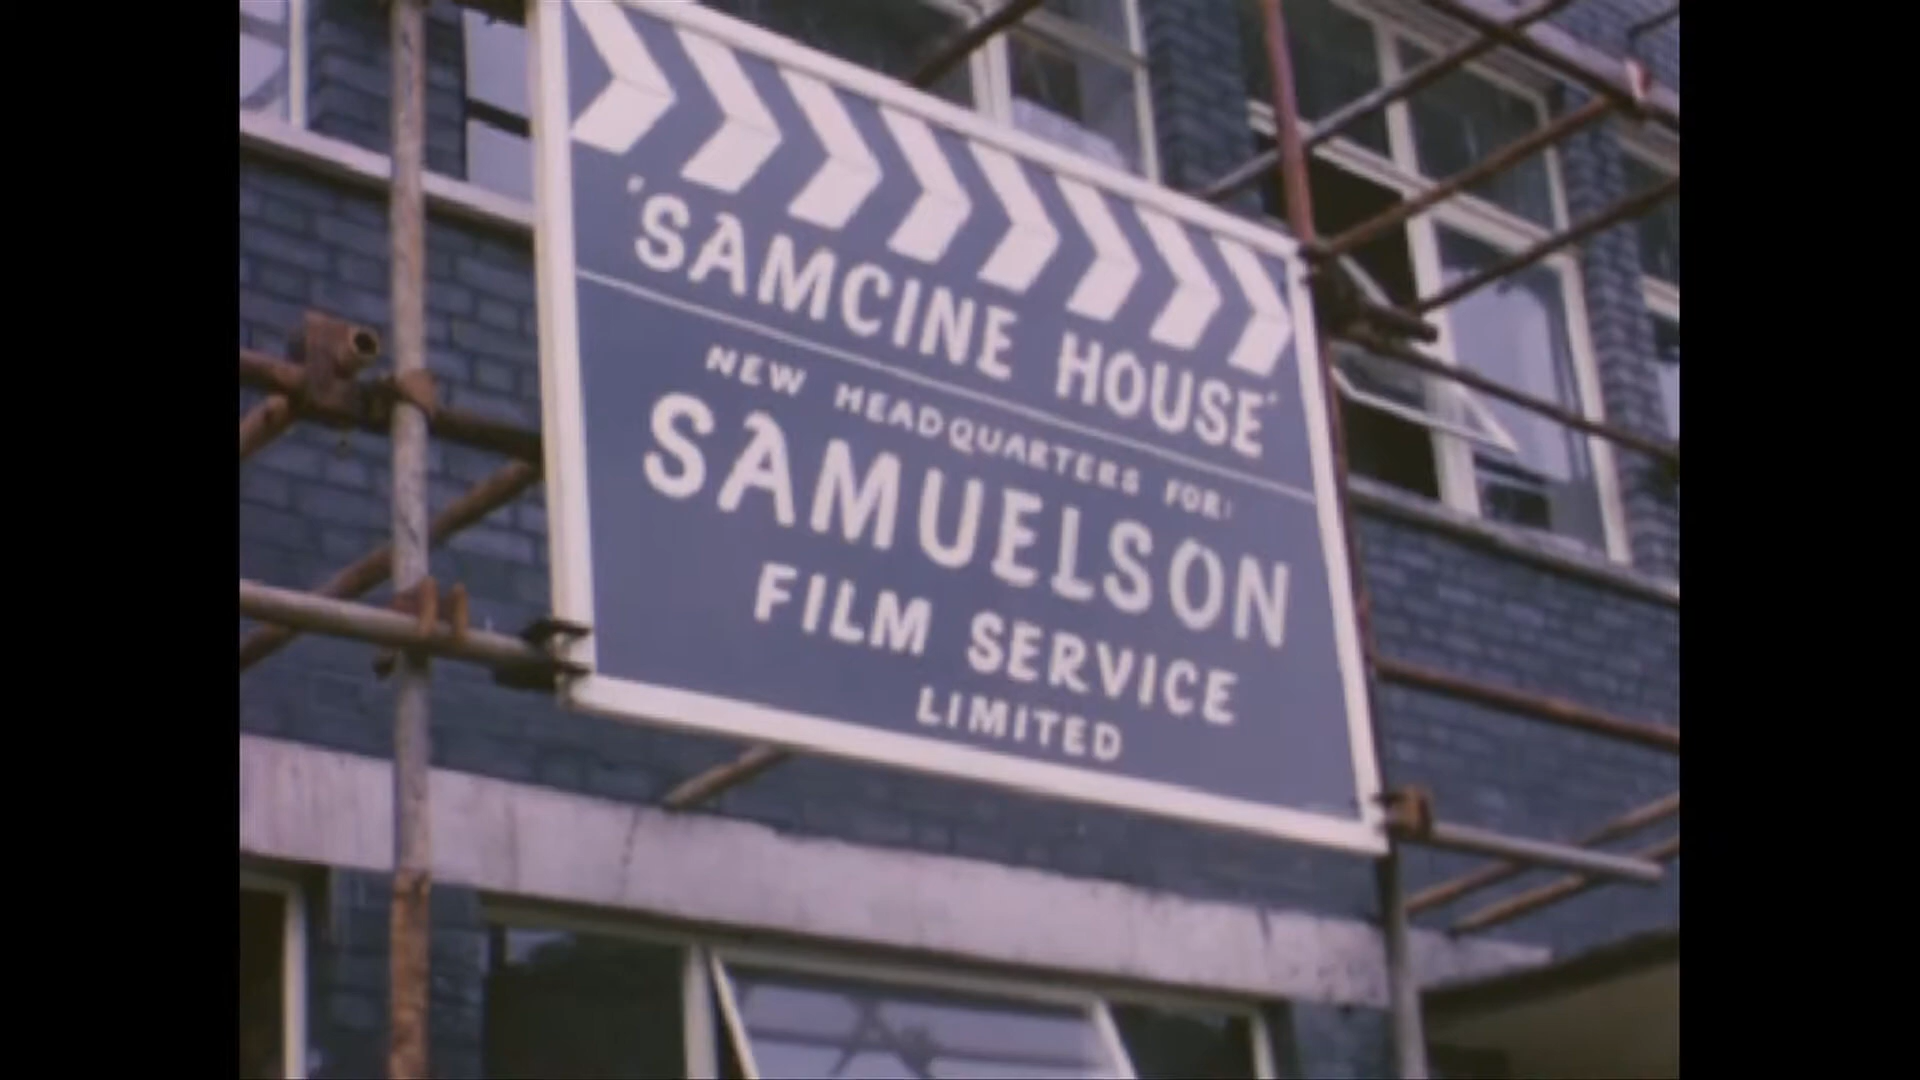 'SAMCINE HOUSE'
NEW HEADQUARTERS FOR:
SAMUELSON
FILM SERVICE
LIMITED